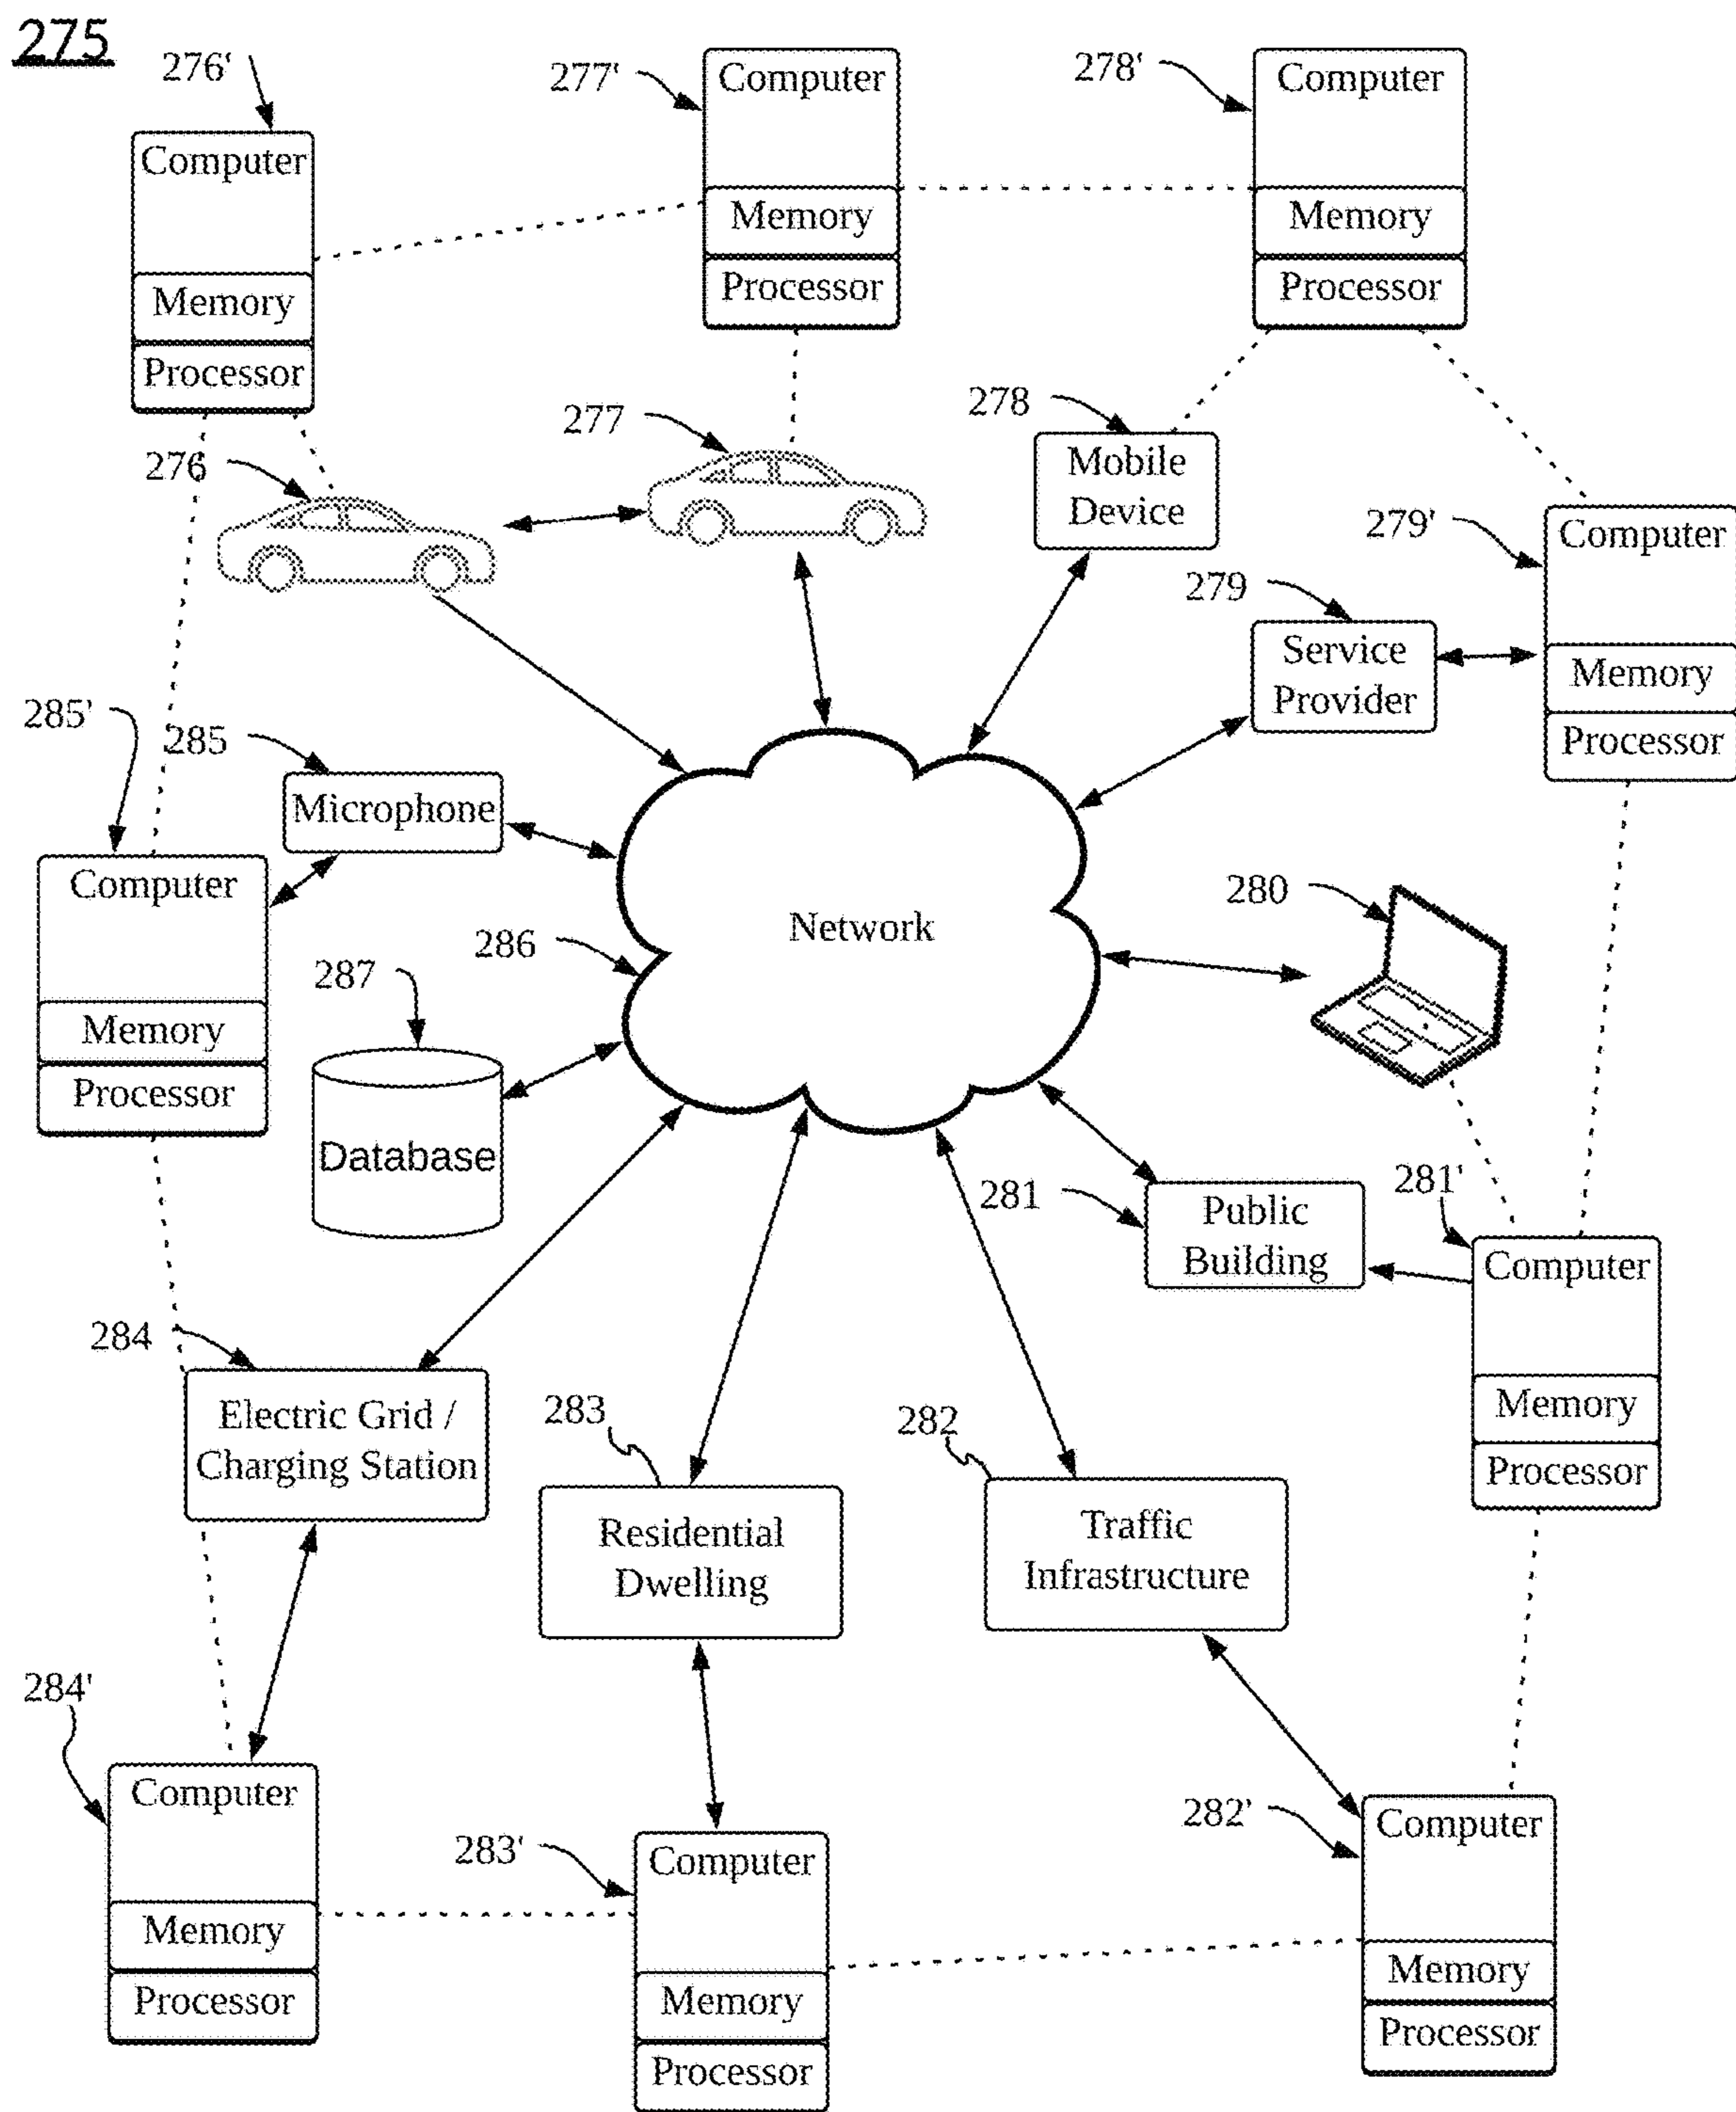 275
276'
277'
278'
Computer
Memory
Processor
Computer
Memory
Processor
Computer
Memory
Processor
276
277
278
Mobile
Device
279'
Computer
Memory
Processor
279
Service
Provider
285'
285
Microphone
Computer
Memory
Processor
286
Network
280
287
Database
281
Public
Building
281'
Computer
Memory
Processor
284
Electric Grid /
Charging Station
283
Residential
Dwelling
282
Traffic
Infrastructure
284'
Computer
Memory
Processor
283'
Computer
Memory
Processor
282'
Computer
Memory
Processor